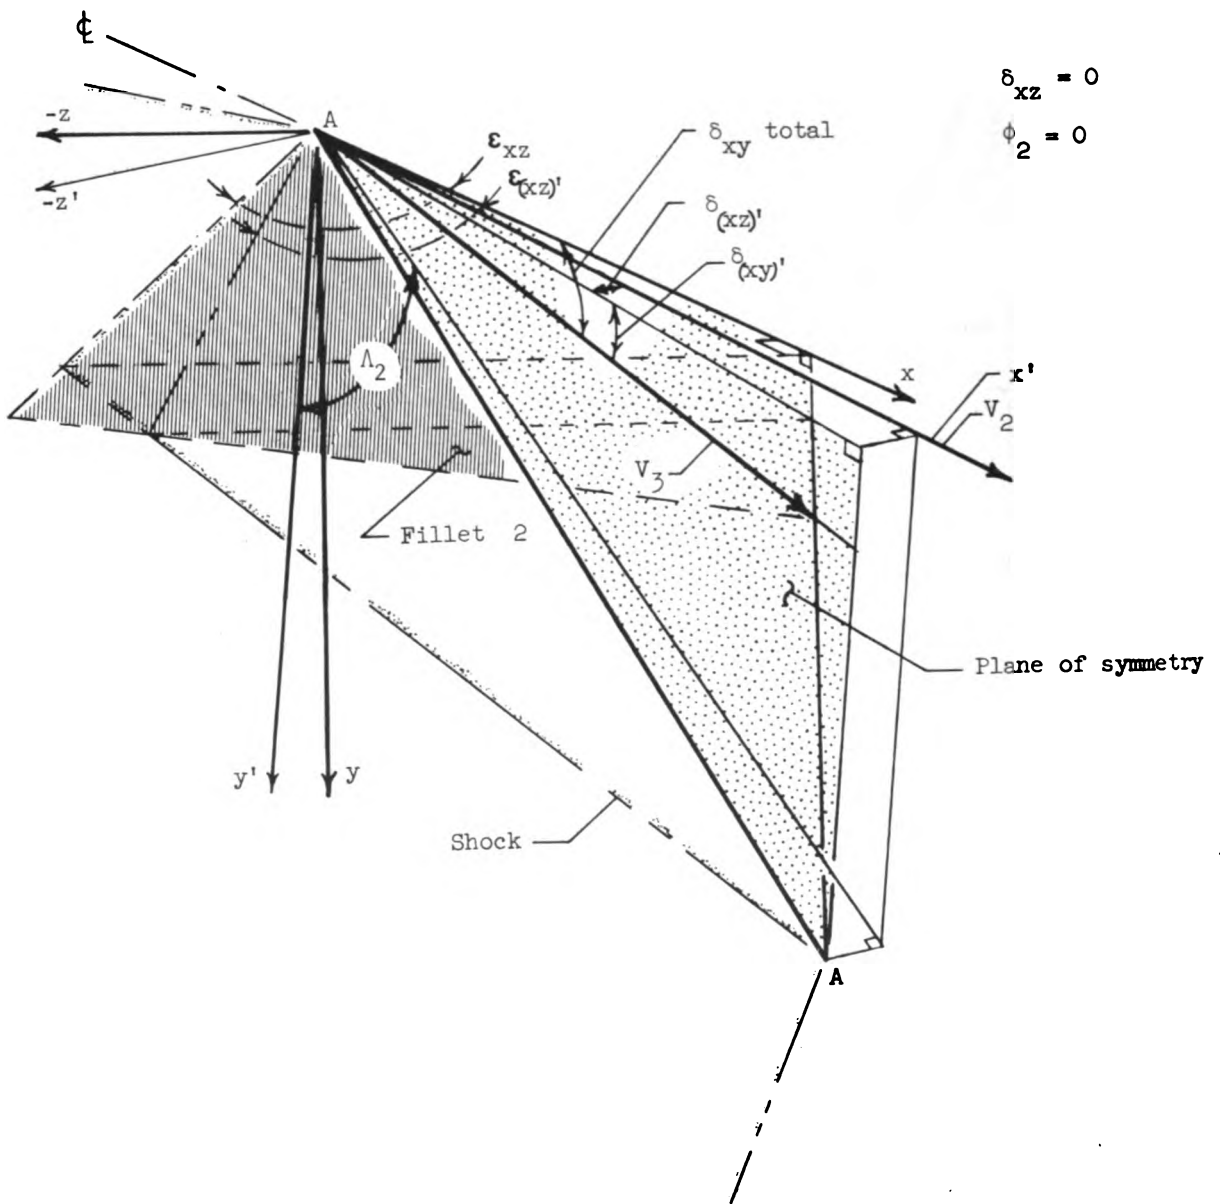 ℄
δxz = 0
-z
A
δxy total
ϕ2 = 0
εxz
ε(xz)'
-z'
δ(xz)'
δ(xy)'
Λ2
x
x'
V2
V3
Fillet 2
Plane of symmetry
y'
y
Shock
A